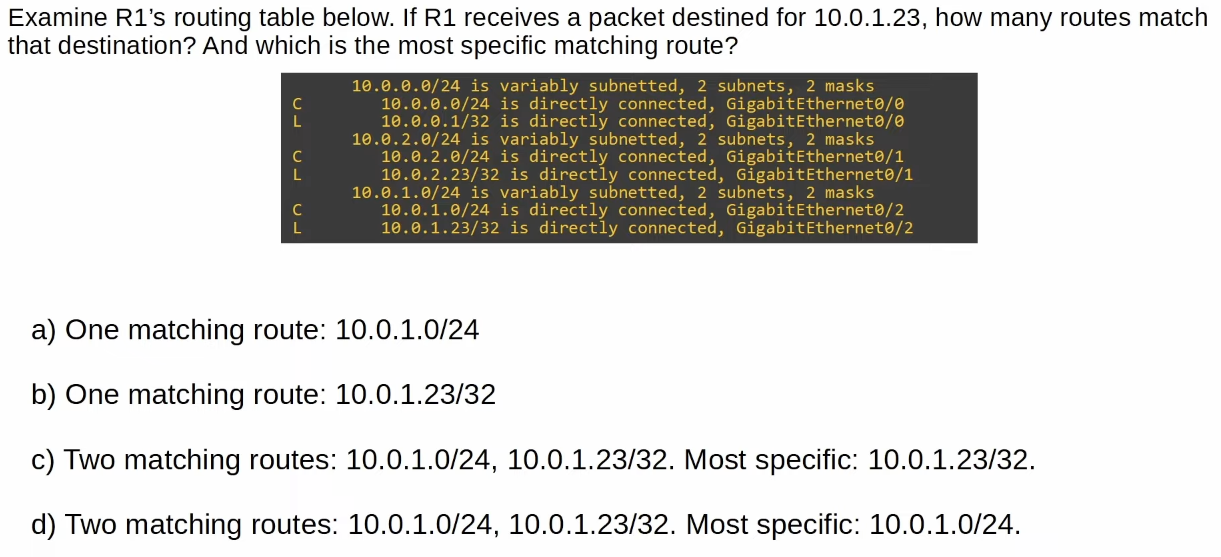 Examine R1’s routing table below. If R1 receives a packet destined for 10.0.1.23, how many routes match
that destination? And which is the most specific matching route?
10.0.0.0/24 is variably subnetted, 2 subnets, 2 masks
C 10.0.0.0/24 is directly connected, GigabitEthernet0/0
L 10.0.0.1/32 is directly connected, GigabitEthernet0/0
10.0.2.0/24 is variably subnetted, 2 subnets, 2 masks
C 10.0.2.0/24 is directly connected, GigabitEthernet0/1
L 10.0.2.23/32 is directly connected, GigabitEthernet0/1
10.0.1.0/24 is variably subnetted, 2 subnets, 2 masks
C 10.0.1.0/24 is directly connected, GigabitEthernet0/2
L 10.0.1.23/32 is directly connected, GigabitEthernet0/2
a) One matching route: 10.0.1.0/24
b) One matching route: 10.0.1.23/32
c) Two matching routes: 10.0.1.0/24, 10.0.1.23/32. Most specific: 10.0.1.23/32.
d) Two matching routes: 10.0.1.0/24, 10.0.1.23/32. Most specific: 10.0.1.0/24.